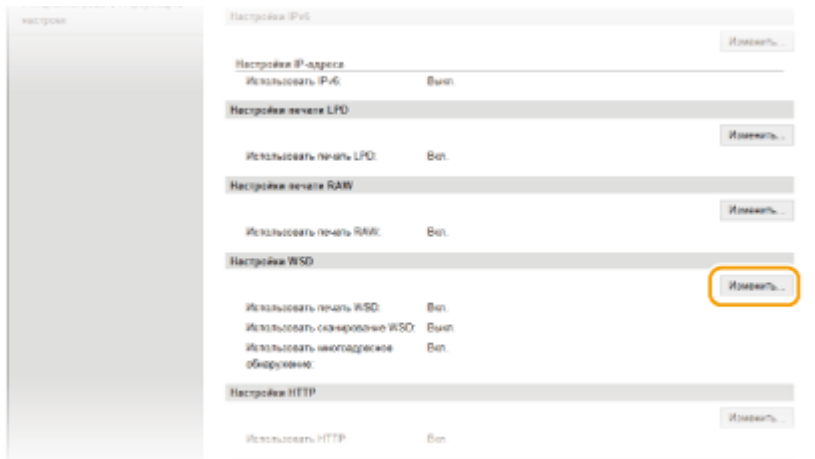 настроек
Настройки IPv6
Изменить...
Настройки IP-адреса
Использовать IPv6:
Выкл.
Настройки печати LPD
Изменить...
Использовать печать LPD:
Вкл.
Настройки печати RAW
Изменить...
Использовать печать RAW:
Вкл.
Настройки WSD
Изменить...
Использовать печать WSD:
Вкл.
Использовать сканирование WSD:
Выкл.
Использовать многоадресное
Вкл.
обнаружение:
Настройки HTTP
Изменить...
Использовать HTTP
Вкл.